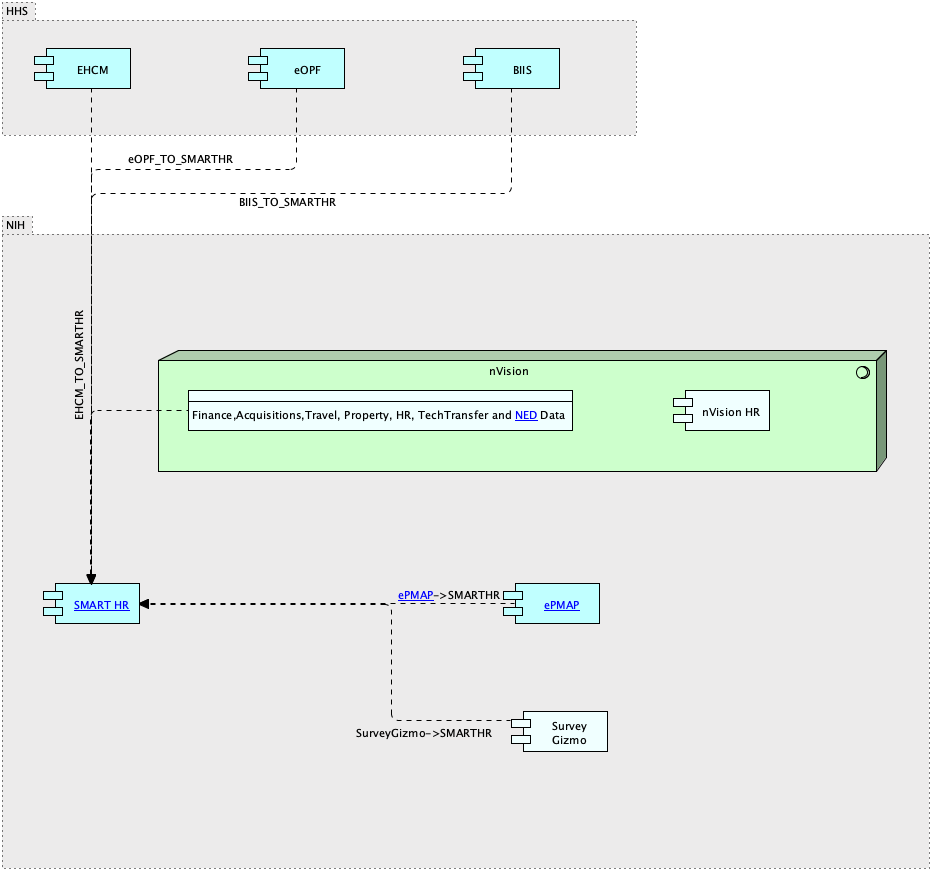 HHS
EHCM
eOPF
BIIS
eOPF_TO_SMARTHR
BIIS_TO_SMARTHR
NIH
EHCM_TO_SMARTHR
nVision
Finance,Acquisitions,Travel, Property, HR, TechTransfer and NED Data
nVision HR
SMART HR
ePMAP->SMARTHR
ePMAP
SurveyGizmo->SMARTHR
Survey
Gizmo